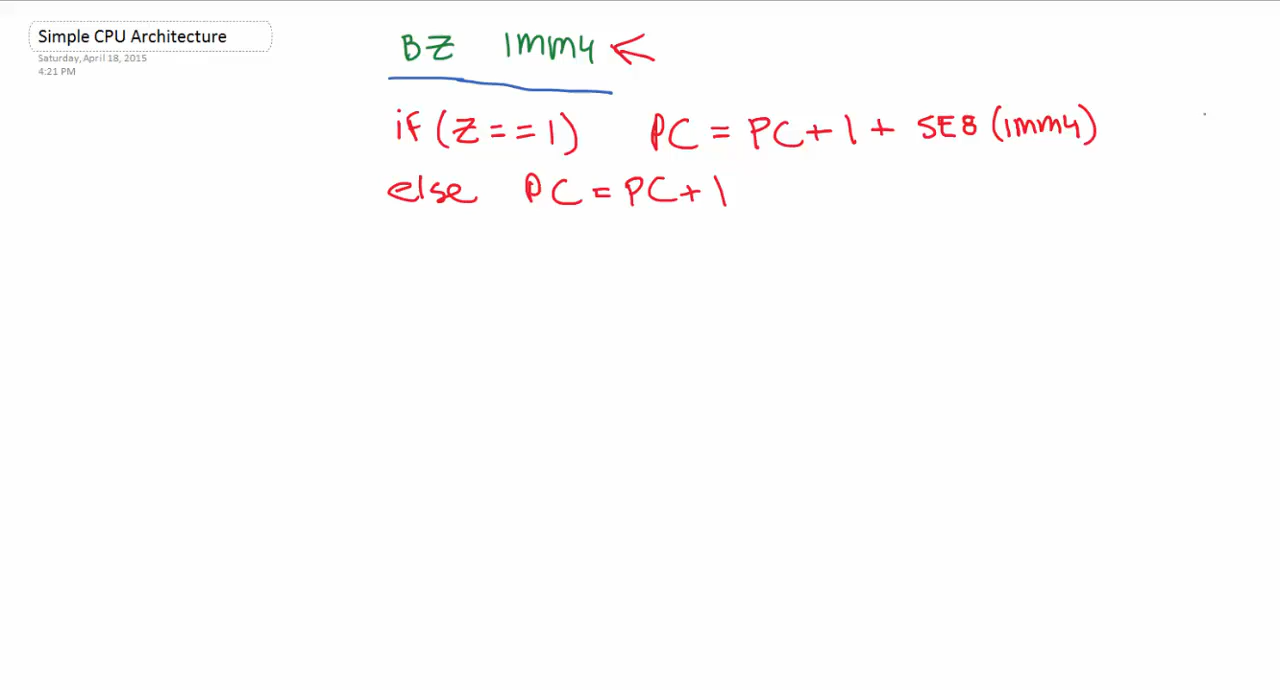 Simple CPU Architecture
Saturday, April 18, 2015
4:21 PM
BZ Imm4 ←
if (Z==1) PC = PC+1 + SE8 (Imm4)
else PC = PC+1